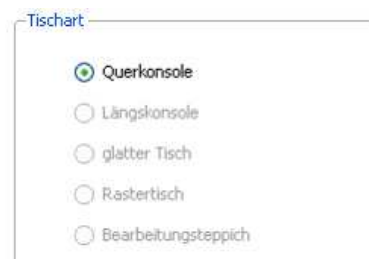 Tischart
Querkonsole
Längskonsole
glatter Tisch
Rastertisch
Bearbeitungsteppich